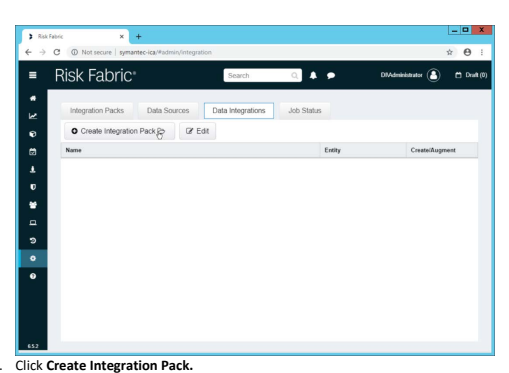 Risk Fabric
Not secure | symantec-ica/#admin/integration
Risk Fabric®
Search
DI\Administrator
Draft (0)
Integration Packs
Data Sources
Data Integrations
Job Status
Create Integration Pack
Edit
Name
Entity
Create/Augment
6.5.2
. Click Create Integration Pack.